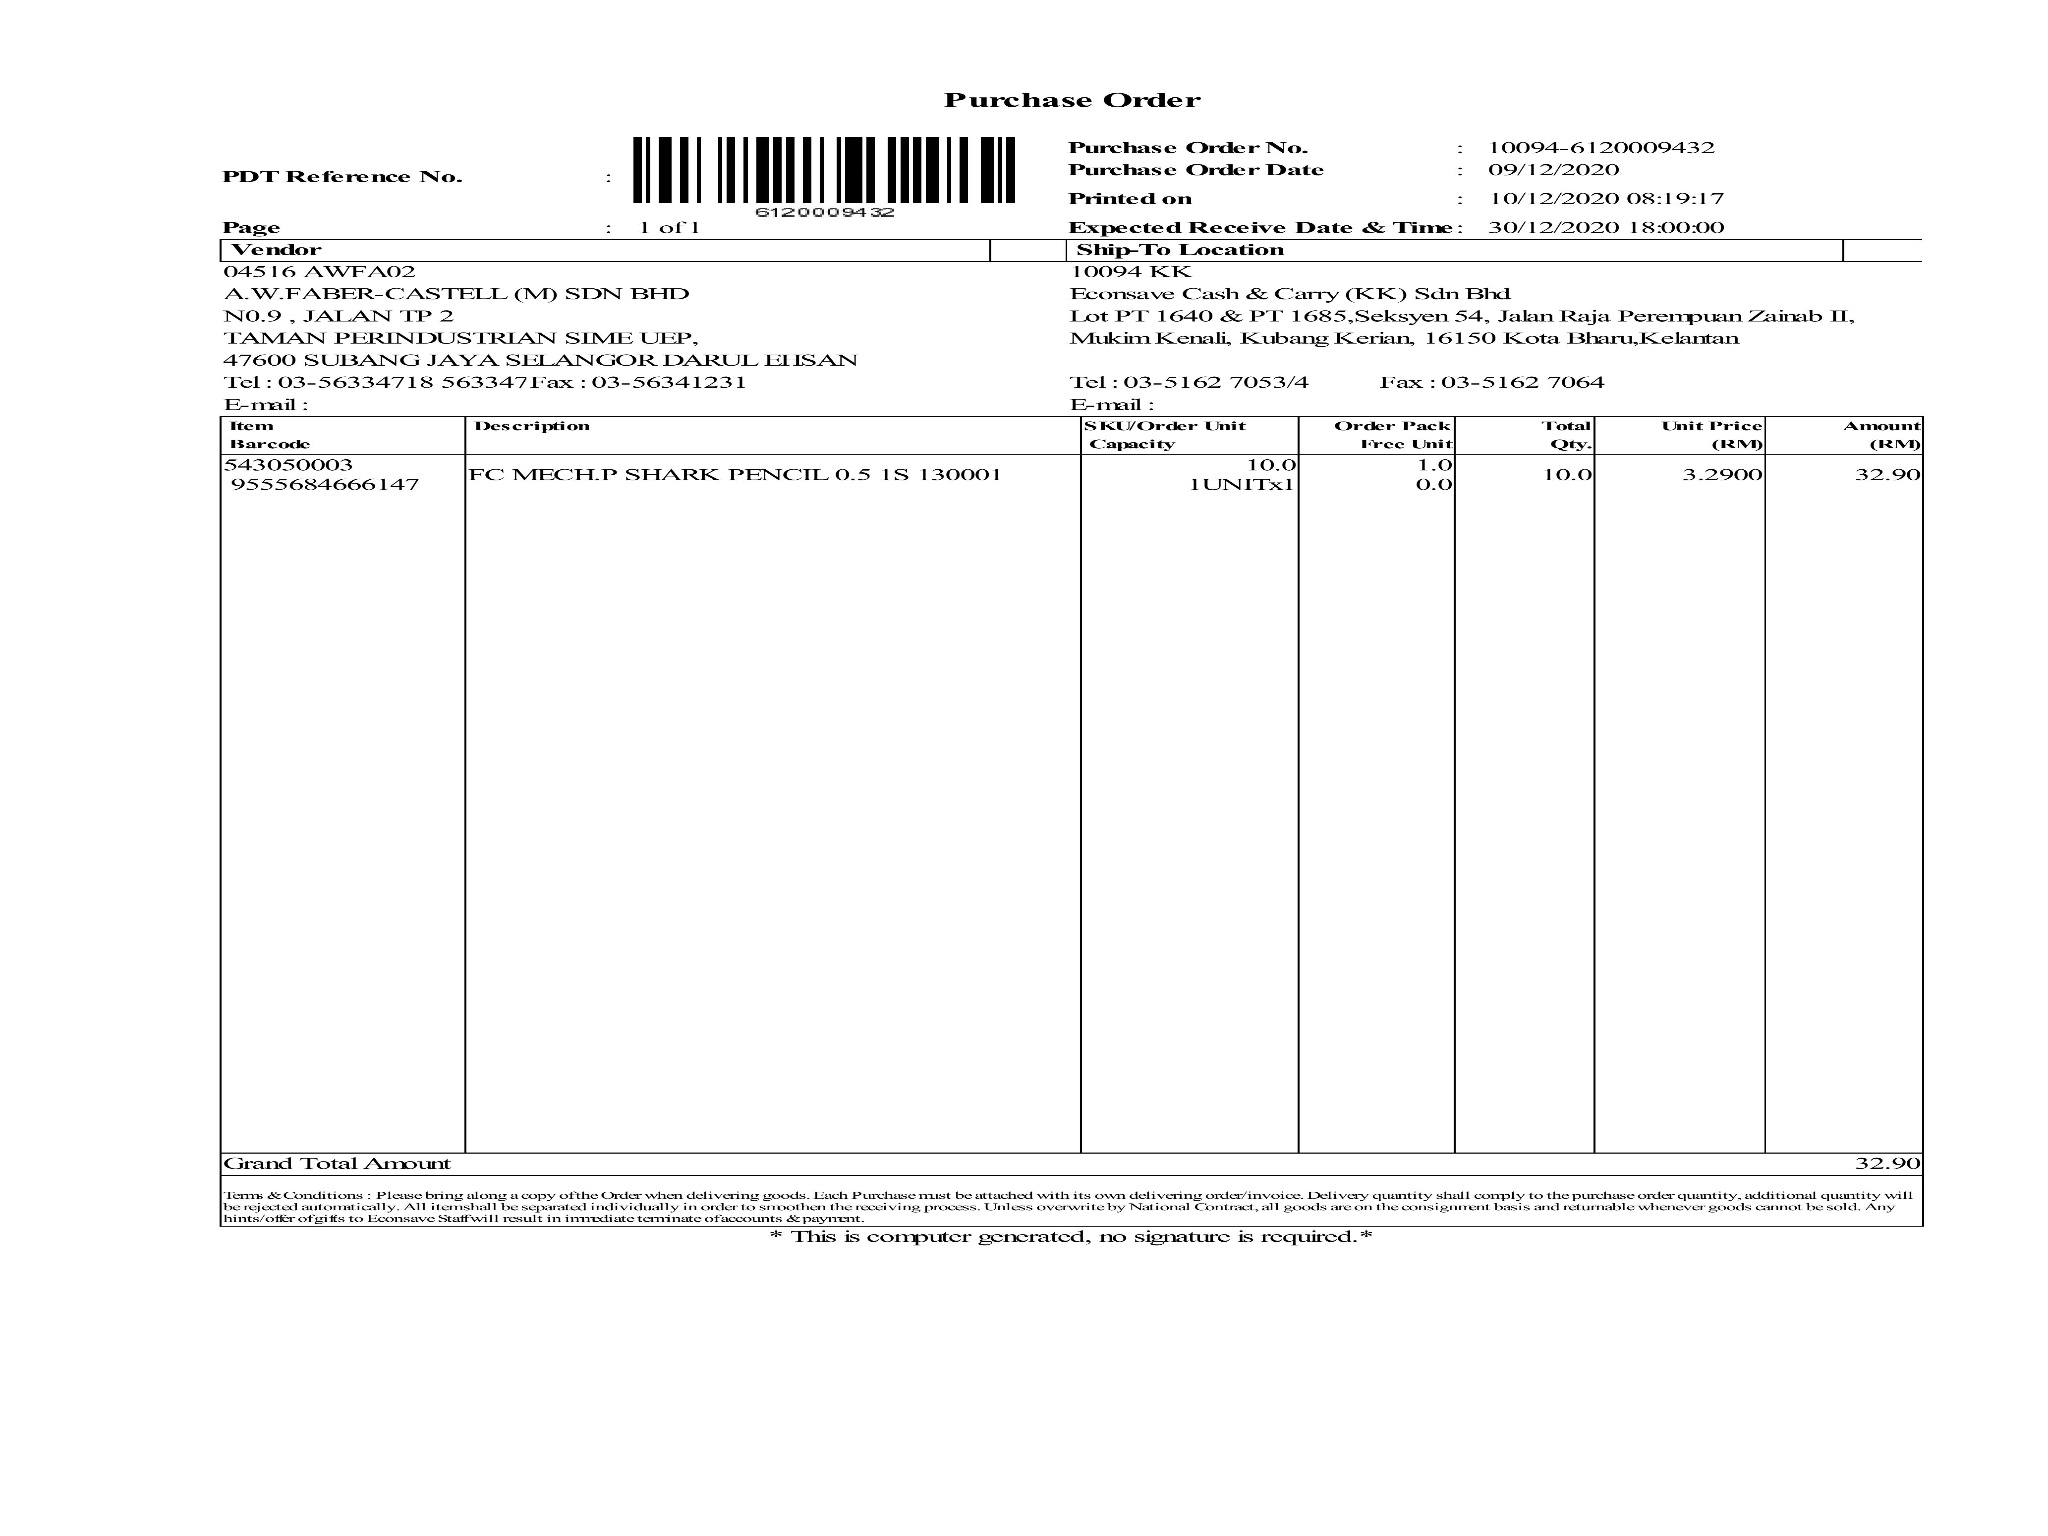 Purchase Order
PDT Reference No. :
6120009432
Page : 1 of 1
Purchase Order No. : 10094-6120009432
Purchase Order Date : 09/12/2020
Printed on : 10/12/2020 08:19:17
Expected Receive Date & Time : 30/12/2020 18:00:00
Vendor
04516 AWFA02
A.W.FABER-CASTELL (M) SDN BHD
N0.9 , JALAN TP 2
TAMAN PERINDUSTRIAN SIME UEP,
47600 SUBANG JAYA SELANGOR DARUL EHSAN
Tel : 03-56334718 563347Fax : 03-56341231
E-mail :
Ship-To Location
10094 KK
Econsave Cash & Carry (KK) Sdn Bhd
Lot PT 1640 & PT 1685,Seksyen 54, Jalan Raja Perempuan Zainab II,
Mukim Kenali, Kubang Kerian, 16150 Kota Bharu,Kelantan
Tel : 03-5162 7053/4 Fax : 03-5162 7064
E-mail :
Item Description SKU/Order Unit Order Pack Total Unit Price Amount
Barcode Capacity Free Unit Qty. (RM) (RM)
543050003 10.0 1.0
FC MECH.P SHARK PENCIL 0.5 1S 130001 10.0 3.2900 32.90
9555684666147 1UNITx1 0.0
Grand Total Amount 32.90
Terms & Conditions : Please bring along a copy of the Order when delivering goods. Each Purchase must be attached with its own delivering order/invoice. Delivery quantity shall comply to the purchase order quantity, additional quantity will
be rejected automatically. All item shall be separated individually in order to smoothen the receiving process. Unless overwrite by National Contract, all goods are on the consignment basis and returnable whenever goods cannot be sold. Any
hints/offer of gifts to Econsave Staff will result in immediate terminate of accounts & payment.
* This is computer generated, no signature is required.*